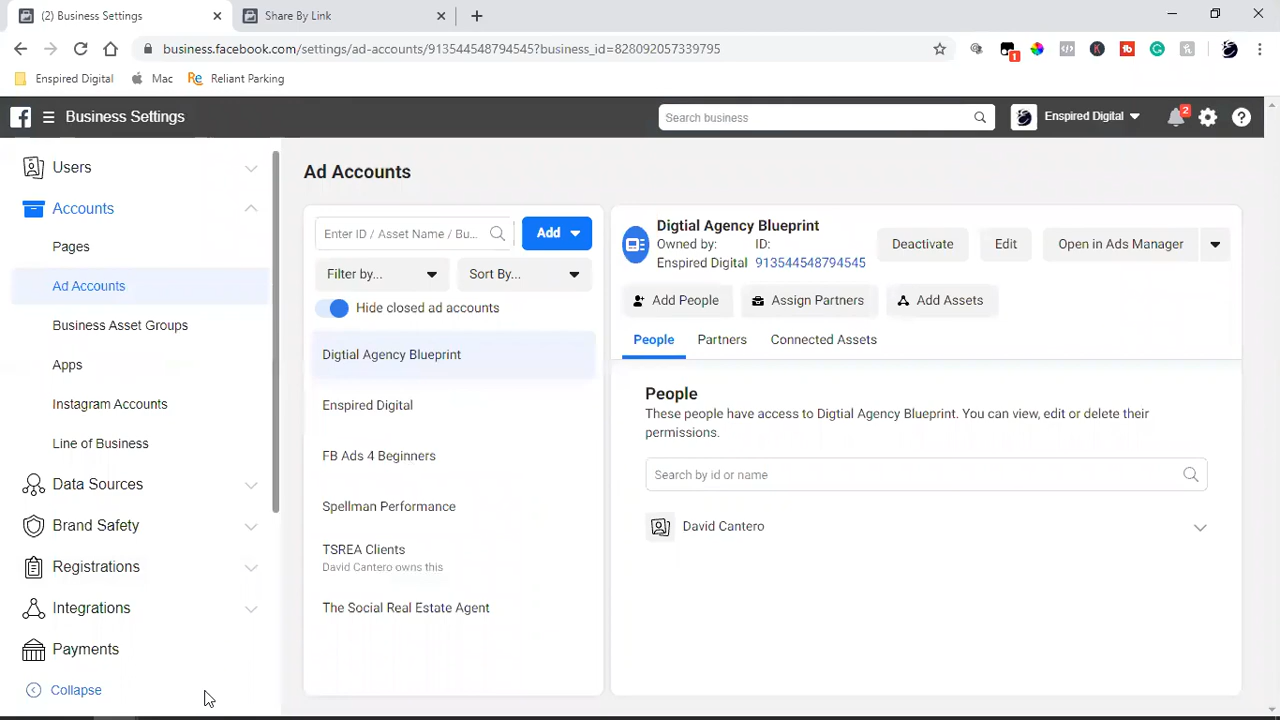 (2) Business Settings
Share By Link
business.facebook.com/settings/ad-accounts/913544548794545?business_id=828092057339795
1
Enspired Digital
Mac
Reliant Parking
Business Settings
Search business
Enspired Digital
2
Users
Accounts
Pages
Ad Accounts
Business Asset Groups
Apps
Instagram Accounts
Line of Business
Data Sources
Brand Safety
Registrations
Integrations
Payments
Collapse
Ad Accounts
Enter ID / Asset Name / Bu...
Add
Filter by...
Sort By...
Hide closed ad accounts
Digtial Agency Blueprint
Enspired Digital
FB Ads 4 Beginners
Spellman Performance
TSREA Clients
David Cantero owns this
The Social Real Estate Agent
Digtial Agency Blueprint
Owned by: ID:
Enspired Digital 913544548794545
Deactivate
Edit
Open in Ads Manager
Add People
Assign Partners
Add Assets
People
Partners
Connected Assets
People
These people have access to Digtial Agency Blueprint. You can view, edit or delete their
permissions.
Search by id or name
David Cantero